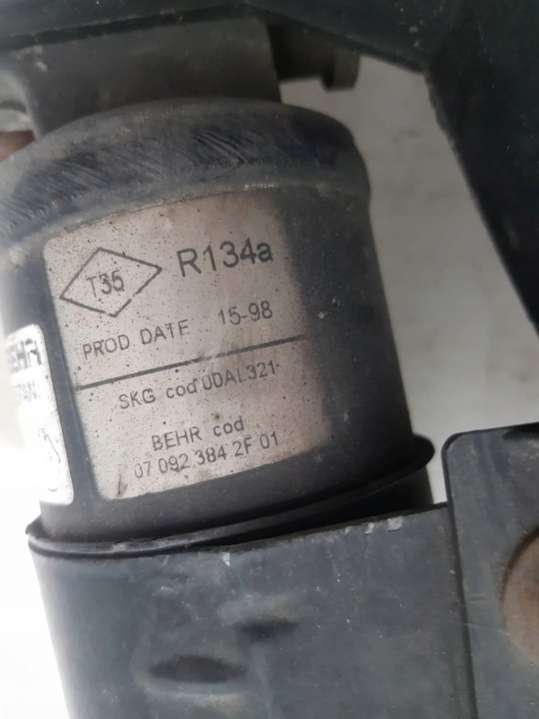 T35 R134a
PROD DATE 15-98
SKG cod 0DAL321
BEHR cod
07 092 384 2F 01